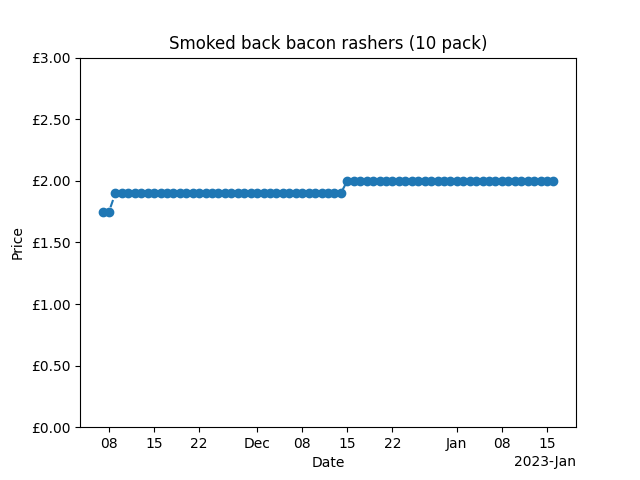 Smoked back bacon rashers (10 pack)
£3.00
£2.50
£2.00
£1.50
£1.00
£0.50
£0.00
Price
08 15 22 Dec 08 15 22 Jan 08 15
Date
2023-Jan